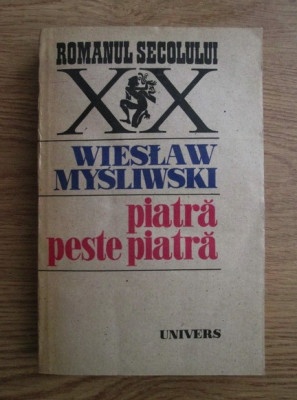 ROMANUL SECOLULUI
XX
WIESŁAW
MYŚLIWSKI
piatră
peste piatră
UNIVERS